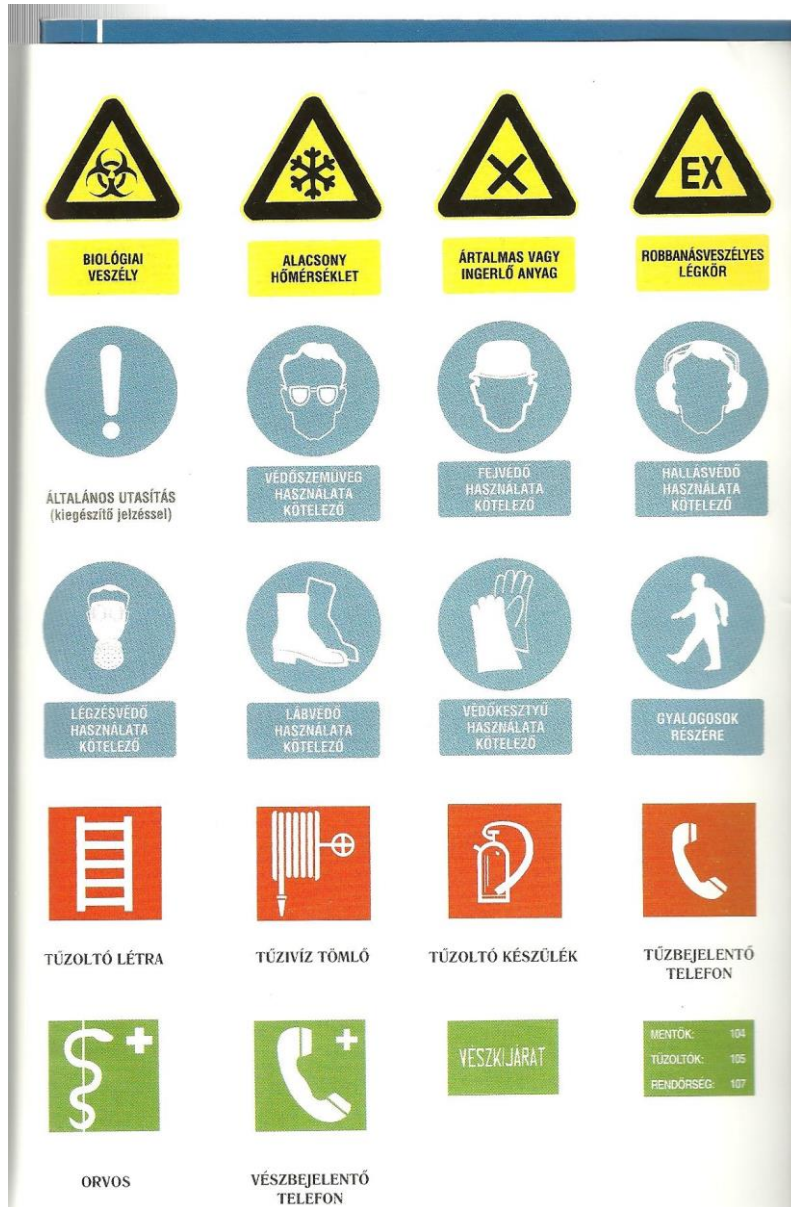 EX
BIOLÓGIAI
VESZÉLY
ALACSONY
HŐMÉRSÉKLET
ÁRTALMAS VAGY
INGERLŐ ANYAG
ROBBANÁSVESZÉLYES
LÉGKÖR
ÁLTALÁNOS UTASÍTÁS
(kiegészítő jelzéssel)
VÉDŐSZEMÜVEG
HASZNÁLATA
KÖTELEZŐ
FEJVÉDŐ
HASZNÁLATA
KÖTELEZŐ
HALLÁSVÉDŐ
HASZNÁLATA
KÖTELEZŐ
LÉGZÉSVÉDŐ
HASZNÁLATA
KÖTELEZŐ
LÁBVÉDŐ
HASZNÁLATA
KÖTELEZŐ
VÉDŐKESZTYŰ
HASZNÁLATA
KÖTELEZŐ
GYALOGOSOK
RÉSZÉRE
TŰZOLTÓ LÉTRA
TŰZIVÍZ TÖMLŐ
TŰZOLTÓ KÉSZÜLÉK
TŰZBEJELENTŐ
TELEFON
VÉSZKIJÁRAT
MENTŐK: 104
TŰZOLTÓK: 105
RENDŐRSÉG: 107
ORVOS
VÉSZBEJELENTŐ
TELEFON